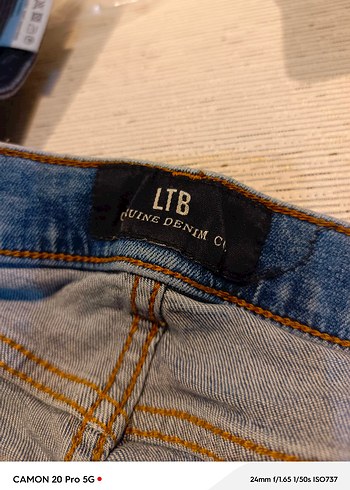 LTB
UINE DENIM C
CAMON 20 Pro 5G
24mm f/1.65 1/50s ISO737